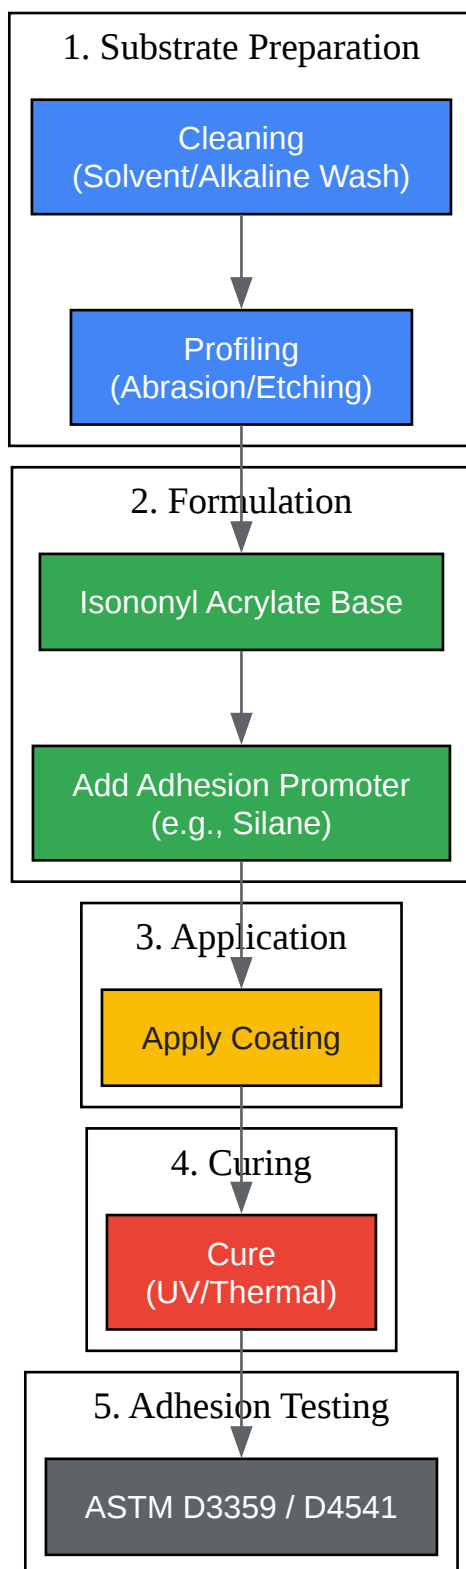 1. Substrate Preparation
Cleaning
(Solvent/Alkaline Wash)
Profiling
(Abrasion/Etching)
2. Formulation
Isononyl Acrylate Base
Add Adhesion Promoter
(e.g., Silane)
3. Application
Apply Coating
4. Curing
Cure
(UV/Thermal)
5. Adhesion Testing
ASTM D3359 / D4541